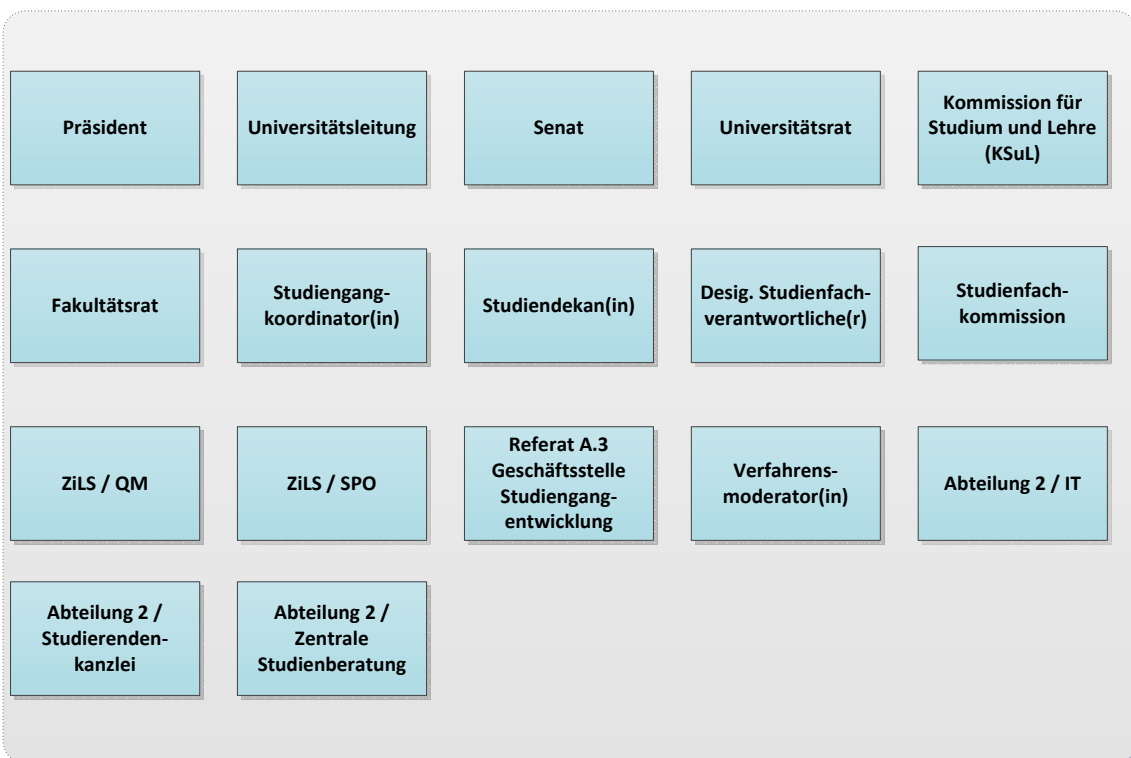 Präsident
Universitätsleitung
Senat
Universitätsrat
Kommission für
Studium und Lehre
(KSuL)
Fakultätsrat
Studiengang-
koordinator(in)
Studiendekan(in)
Desig. Studienfach-
verantwortliche(r)
Studienfach-
kommission
ZiLS / QM
ZiLS / SPO
Referat A.3
Geschäftsstelle
Studiengang-
entwicklung
Verfahrens-
moderator(in)
Abteilung 2 / IT
Abteilung 2 /
Studierenden-
kanzlei
Abteilung 2 /
Zentrale
Studienberatung